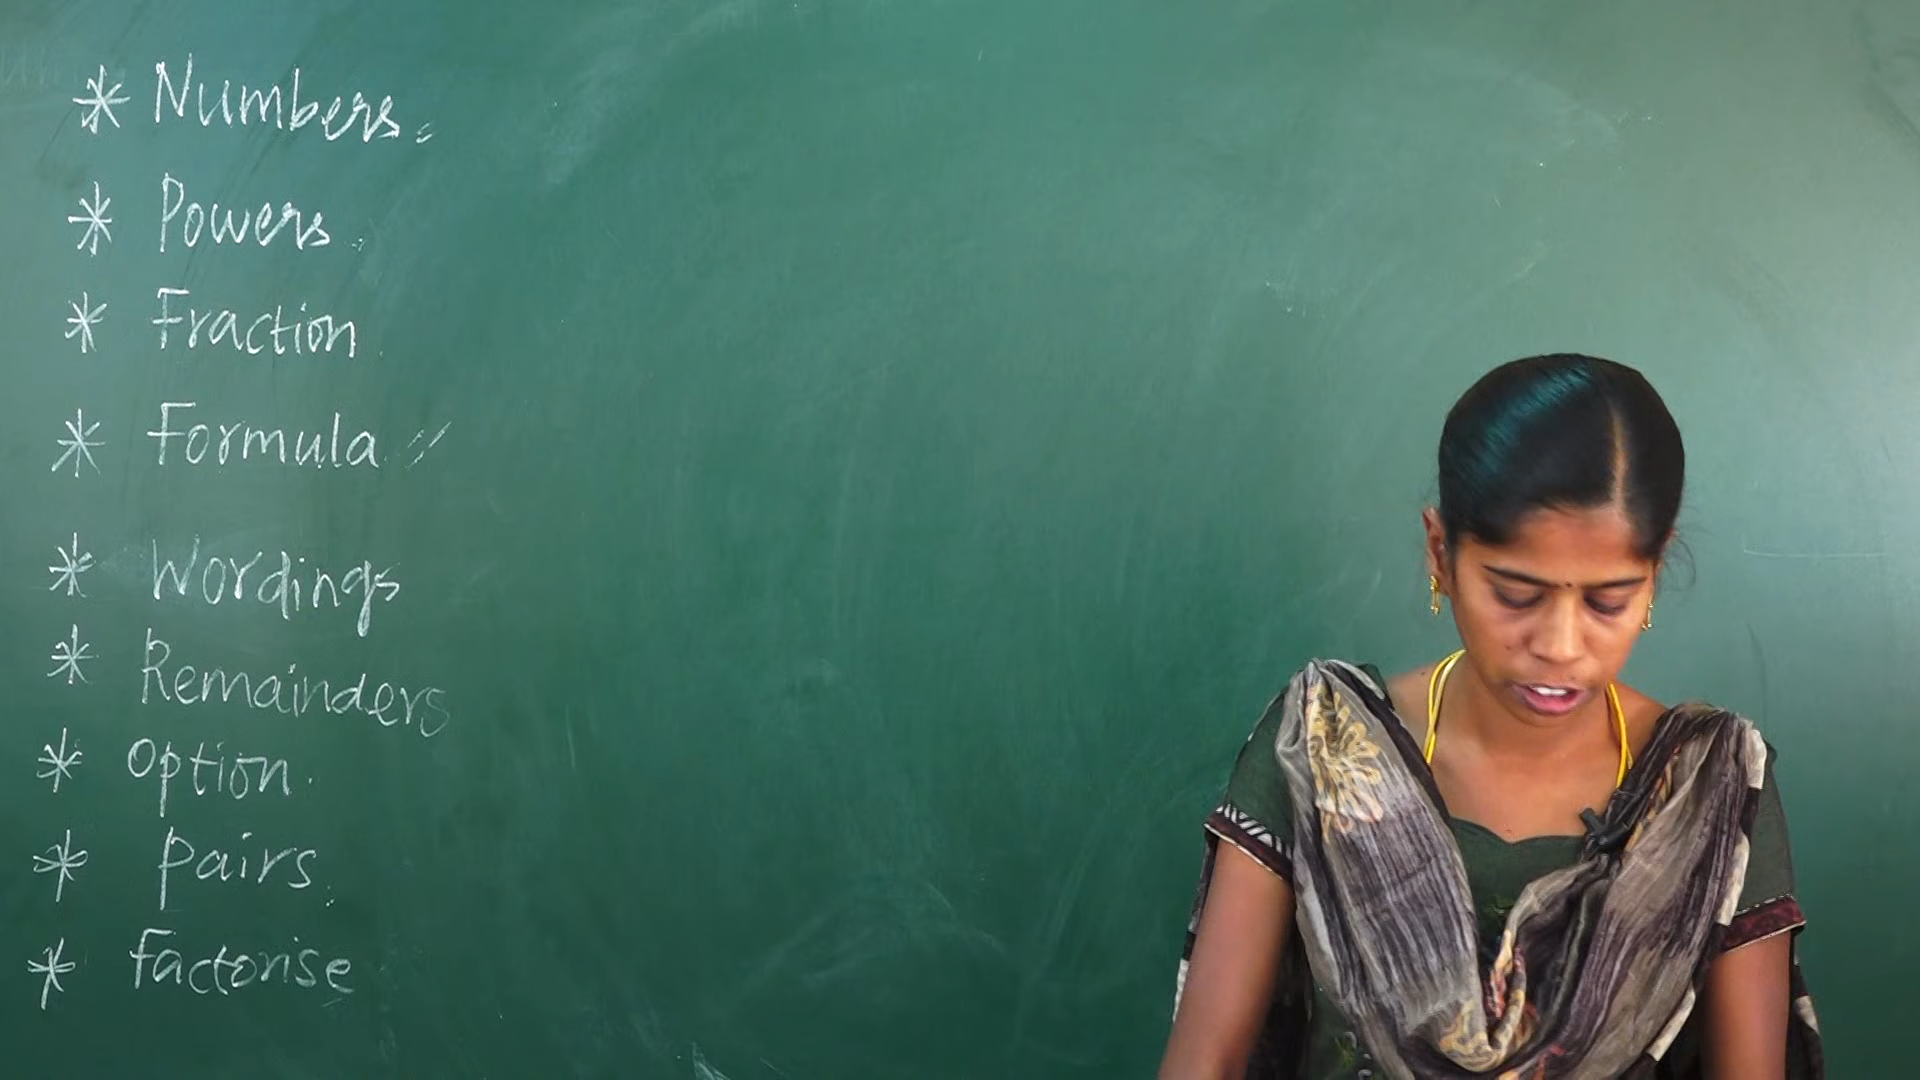 * Numbers
* Powers
* Fraction
* Formula
* Wordings
* Remainders
* Option
* Pairs
* Factorise